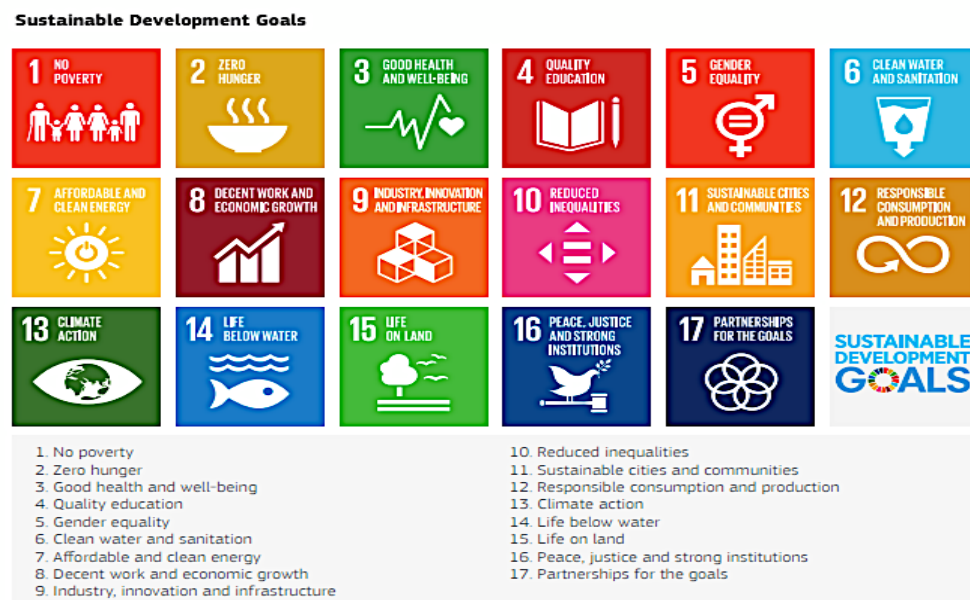 Sustainable Development Goals
1 NO
POVERTY
2 ZERO
HUNGER
3 GOOD HEALTH
AND WELL-BEING
4 QUALITY
EDUCATION
5 GENDER
EQUALITY
6 CLEAN WATER
AND SANITATION
7 AFFORDABLE AND
CLEAN ENERGY
8 DECENT WORK AND
ECONOMIC GROWTH
9 INDUSTRY, INNOVATION
AND INFRASTRUCTURE
10 REDUCED
INEQUALITIES
11 SUSTAINABLE CITIES
AND COMMUNITIES
12 RESPONSIBLE
CONSUMPTION
AND PRODUCTION
13 CLIMATE
ACTION
14 LIFE
BELOW WATER
15 LIFE
ON LAND
16 PEACE, JUSTICE
AND STRONG
INSTITUTIONS
17 PARTNERSHIPS
FOR THE GOALS
SUSTAINABLE
DEVELOPMENT
GOALS
1. No poverty
2. Zero hunger
3. Good health and well-being
4. Quality education
5. Gender equality
6. Clean water and sanitation
7. Affordable and clean energy
8. Decent work and economic growth
9. Industry, innovation and infrastructure
10. Reduced inequalities
11. Sustainable cities and communities
12. Responsible consumption and production
13. Climate action
14. Life below water
15. Life on land
16. Peace, justice and strong institutions
17. Partnerships for the goals